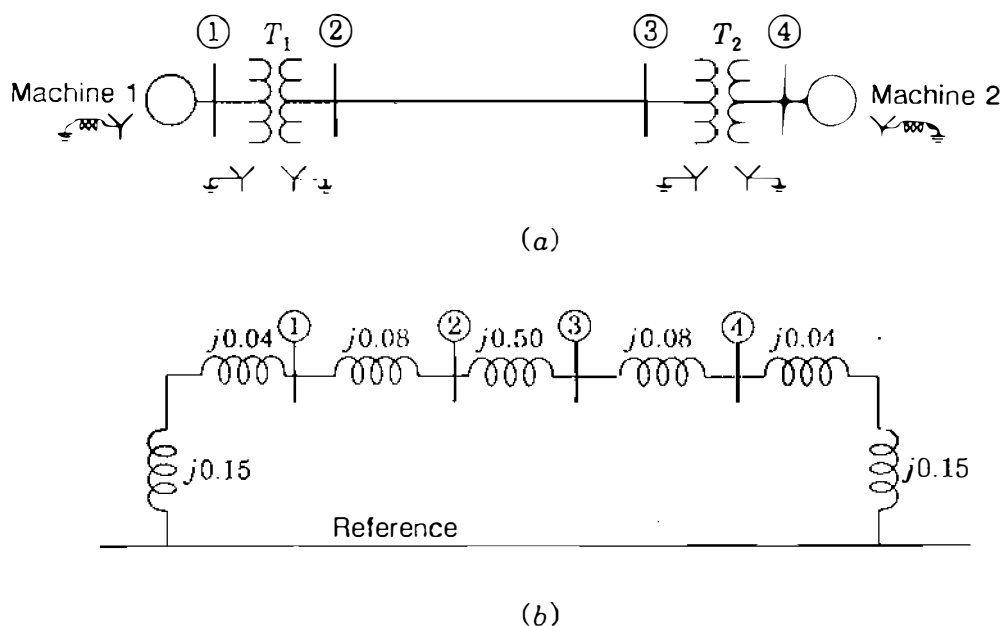 ① T₁ ② ③ T₂ ④
Machine 1 Machine 2
(a)
j0.04 ① j0.08 ② j0.50 ③ j0.08 ④ j0.04
j0.15 j0.15
Reference
(b)